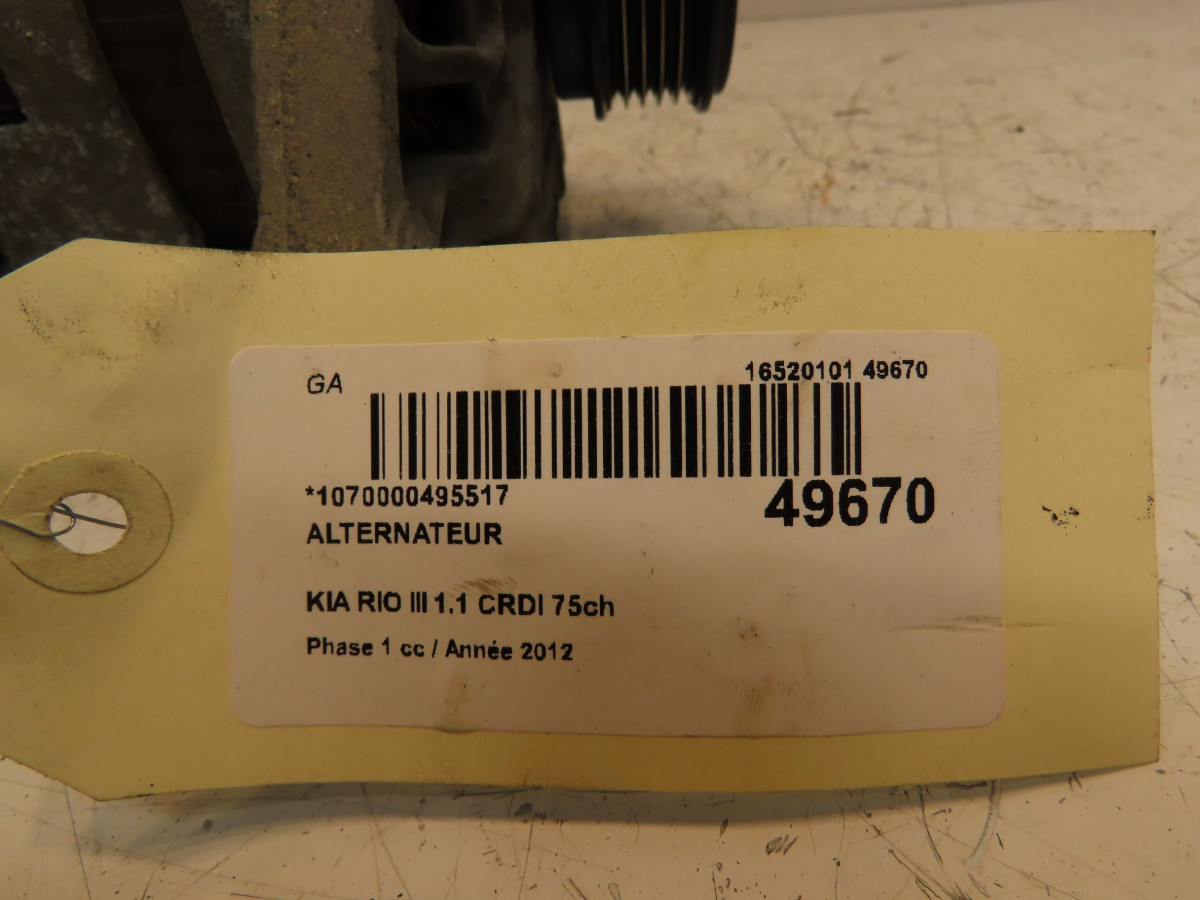 GA
16520101 49670
*1070000495517
49670
ALTERNATEUR
KIA RIO III 1.1 CRDI 75ch
Phase 1 cc / Année 2012